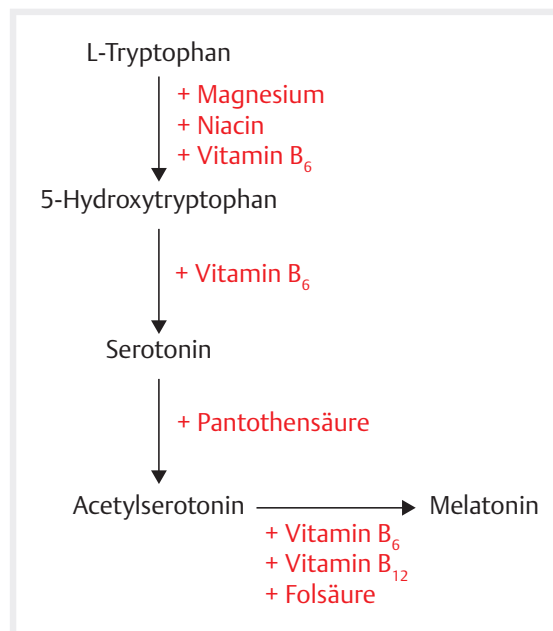 L-Tryptophan
+ Magnesium
+ Niacin
+ Vitamin B₆
5-Hydroxytryptophan
+ Vitamin B₆
Serotonin
+ Pantothensäure
Acetylserotonin Melatonin
+ Vitamin B₆
+ Vitamin B₁₂
+ Folsäure